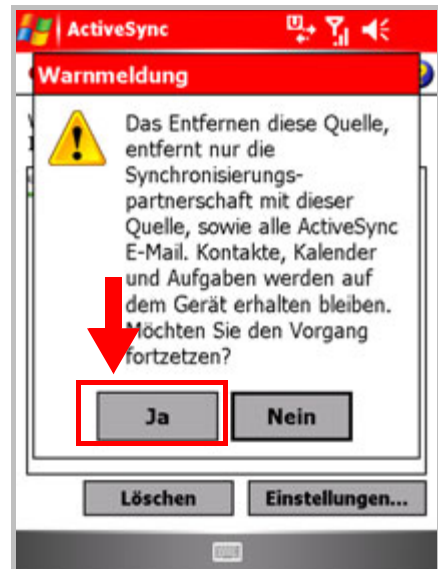 ActiveSync
Warnmeldung
Das Entfernen diese Quelle,
entfernt nur die
Synchronisierungs-
partnerschaft mit dieser
Quelle, sowie alle ActiveSync
E-Mail. Kontakte, Kalender
und Aufgaben werden auf
dem Gerät erhalten bleiben.
Möchten Sie den Vorgang
fortzetzen?
Ja
Nein
Löschen
Einstellungen...